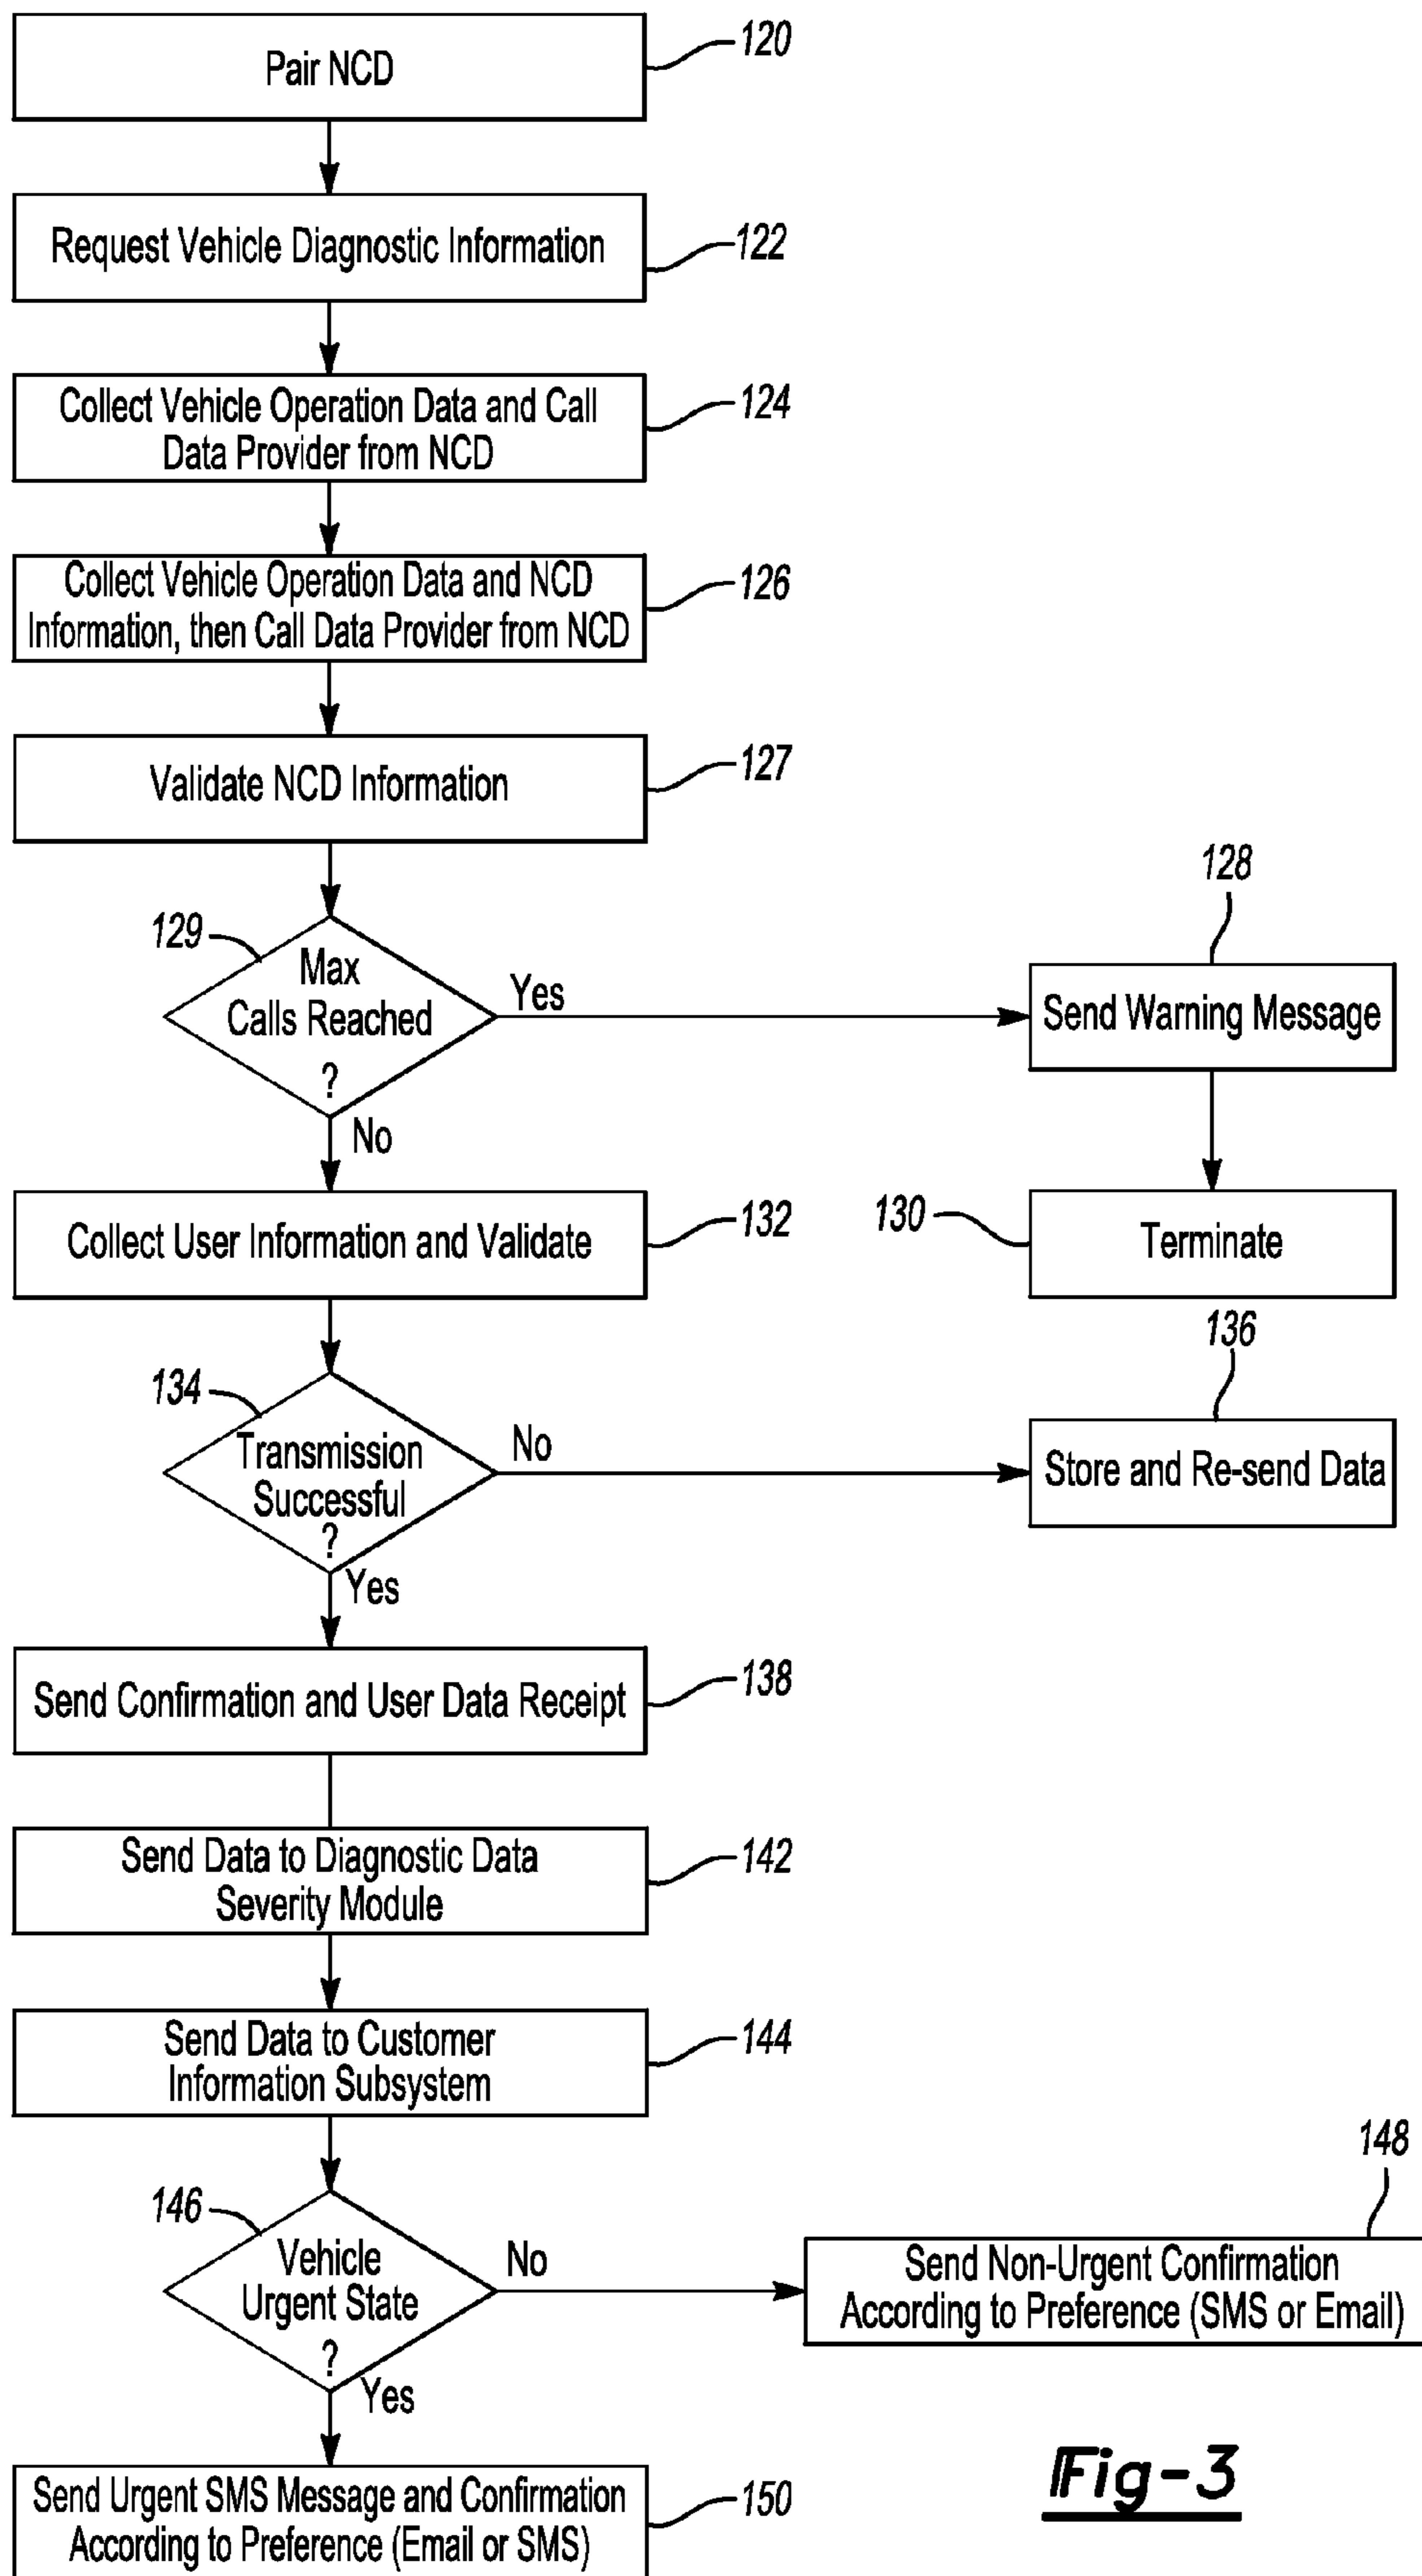 Pair NCD
120
Request Vehicle Diagnostic Information
122
Collect Vehicle Operation Data and Call
Data Provider from NCD
124
Collect Vehicle Operation Data and NCD
Information, then Call Data Provider from NCD
126
Validate NCD Information
127
129
Max
Calls Reached
?
Yes
No
128
Send Warning Message
130
Terminate
Collect User Information and Validate
132
134
Transmission
Successful
?
No
Yes
136
Store and Re-send Data
Send Confirmation and User Data Receipt
138
Send Data to Diagnostic Data
Severity Module
142
Send Data to Customer
Information Subsystem
144
146
Vehicle
Urgent State
?
No
Yes
148
Send Non-Urgent Confirmation
According to Preference (SMS or Email)
Send Urgent SMS Message and Confirmation
According to Preference (Email or SMS)
150
Fig-3